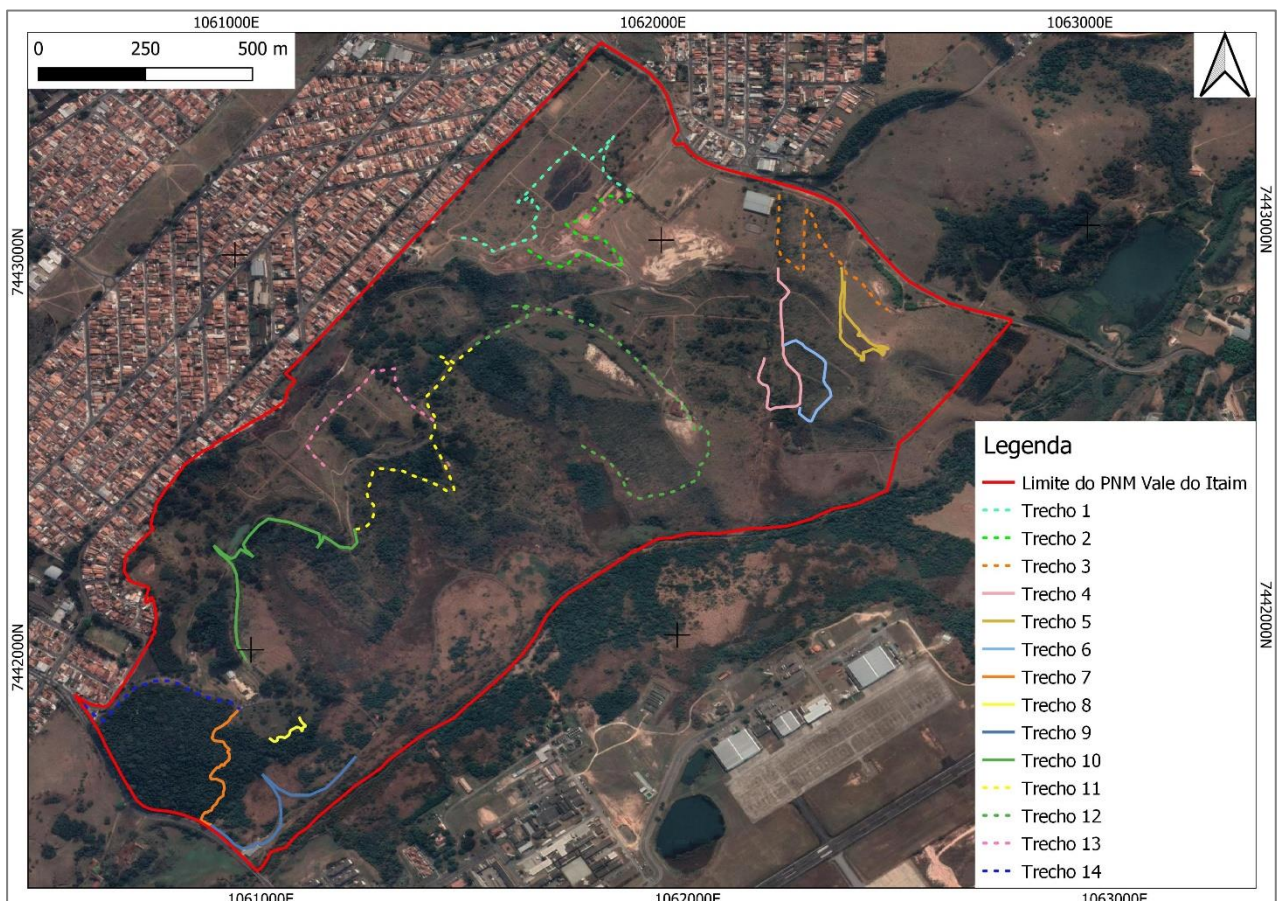 1061000E 1062000E 1063000E
0 250 500 m
7443000N 7443000N
7442000N 7442000N
Legenda
Limite do PNM Vale do Itaim
Trecho 1
Trecho 2
Trecho 3
Trecho 4
Trecho 5
Trecho 6
Trecho 7
Trecho 8
Trecho 9
Trecho 10
Trecho 11
Trecho 12
Trecho 13
Trecho 14
1061000E 1062000E 1063000E